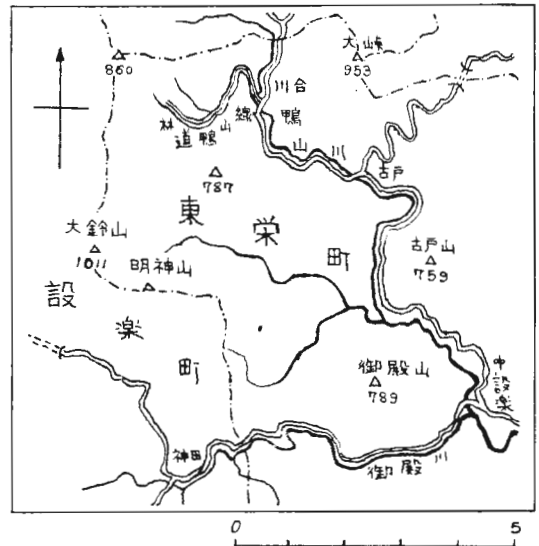 860
大峠
953
川合
林道鴨山線
鴨山川
古戸
787
東栄町
大鈴山
1011
明神山
古戸山
759
設楽町
御殿山
789
中設楽
神田
御殿川
0 5